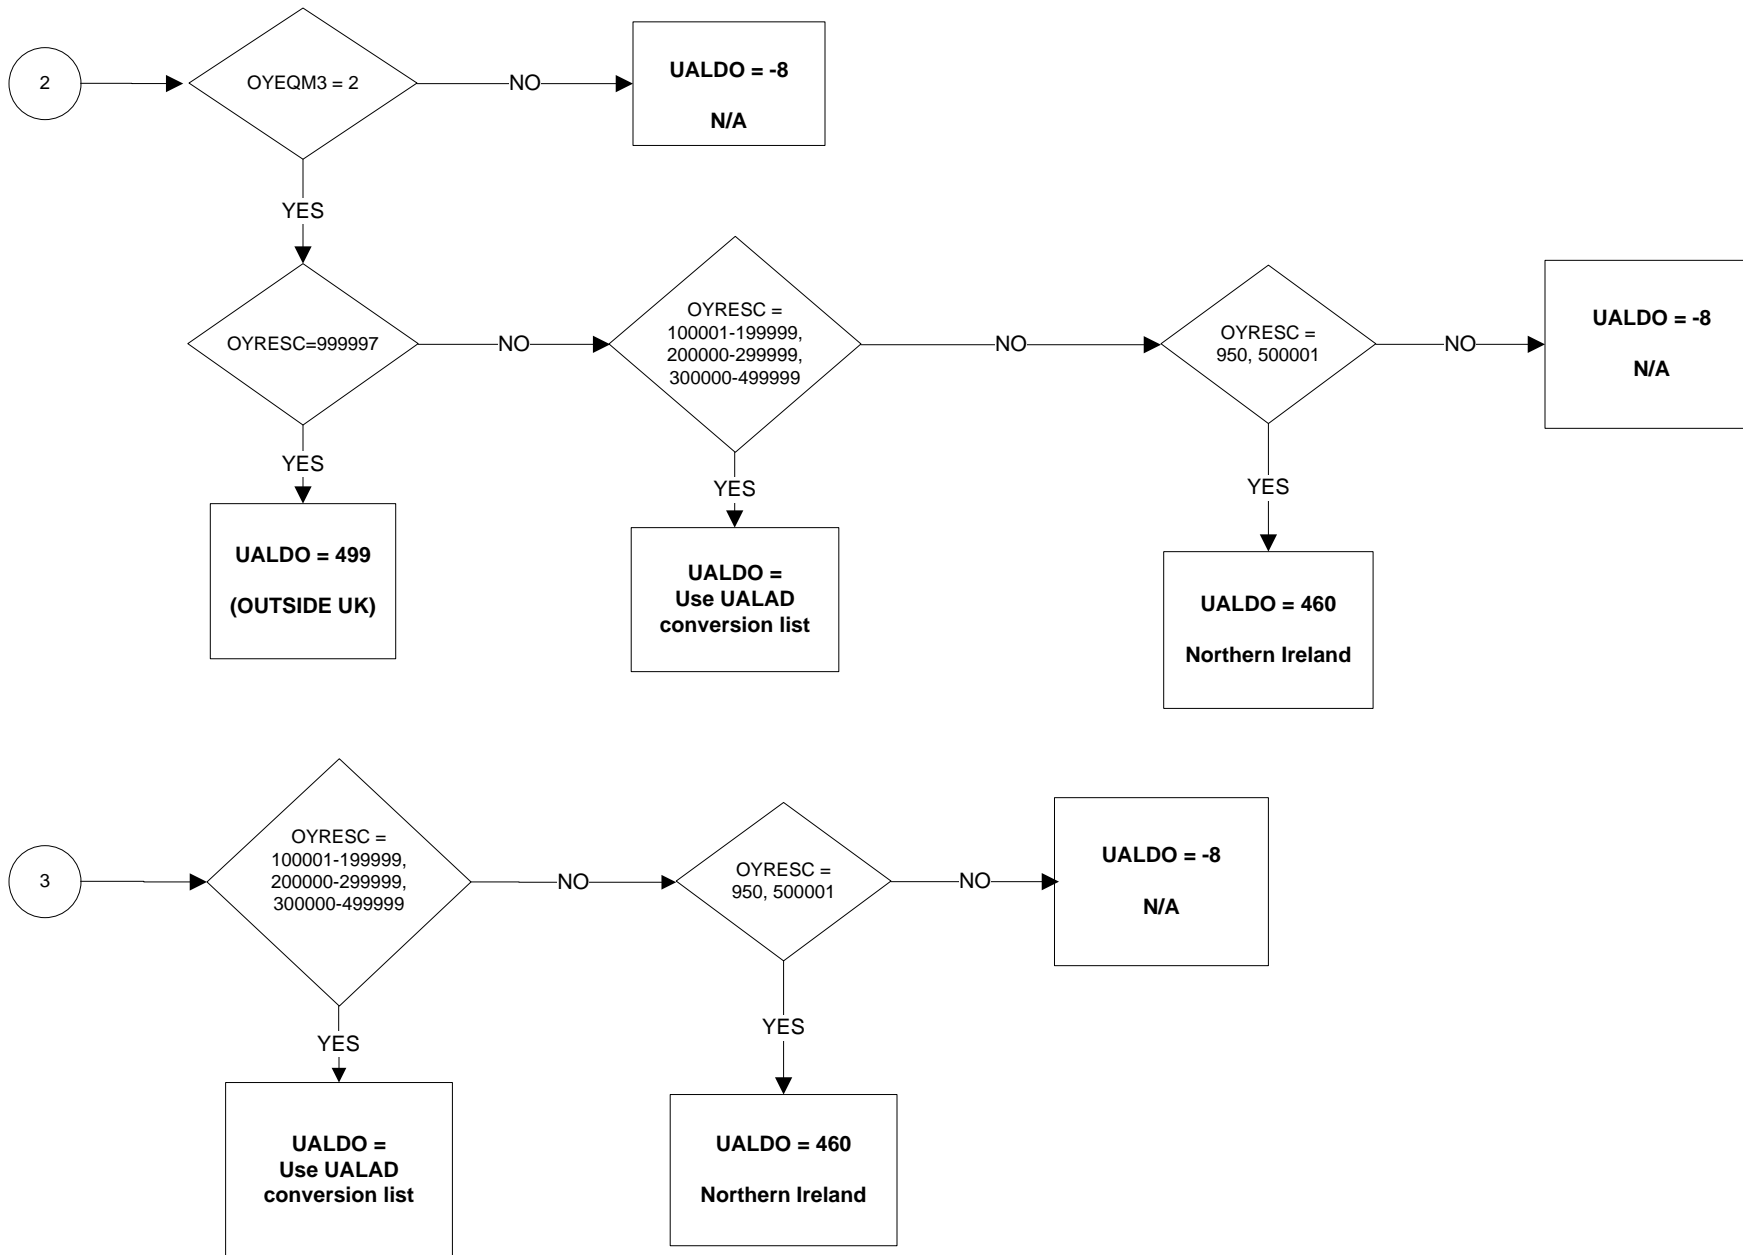 2
OYEQM3 = 2
NO
UALDO = -8
N/A
YES
OYRESC=999997
NO
OYRESC =
100001-199999,
200000-299999,
300000-499999
NO
OYRESC =
950, 500001
NO
UALDO = -8
N/A
YES
UALDO = 499
(OUTSIDE UK)
YES
UALDO =
Use UALAD
conversion list
YES
UALDO = 460
Northern Ireland
3
OYRESC =
100001-199999,
200000-299999,
300000-499999
NO
OYRESC =
950, 500001
NO
UALDO = -8
N/A
YES
UALDO =
Use UALAD
conversion list
YES
UALDO = 460
Northern Ireland